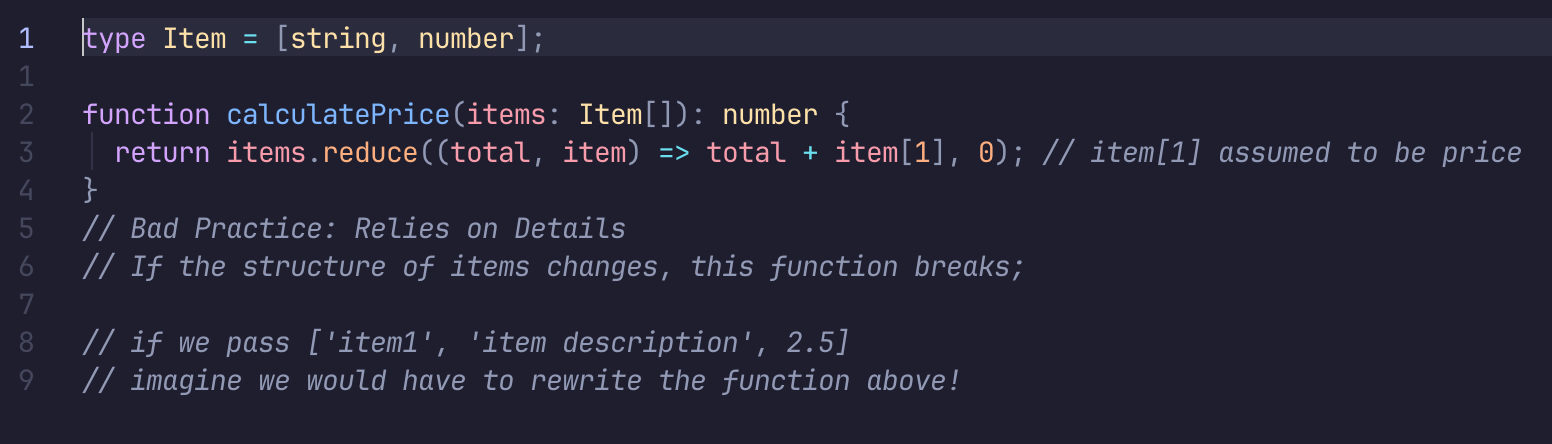 1 type Item = [string, number];
1
2 function calculatePrice(items: Item[]): number {
3 return items.reduce((total, item) => total + item[1], 0); // item[1] assumed to be price
4 }
5 // Bad Practice: Relies on Details
6 // If the structure of items changes, this function breaks;
7
8 // if we pass ['item1', 'item description', 2.5]
9 // imagine we would have to rewrite the function above!